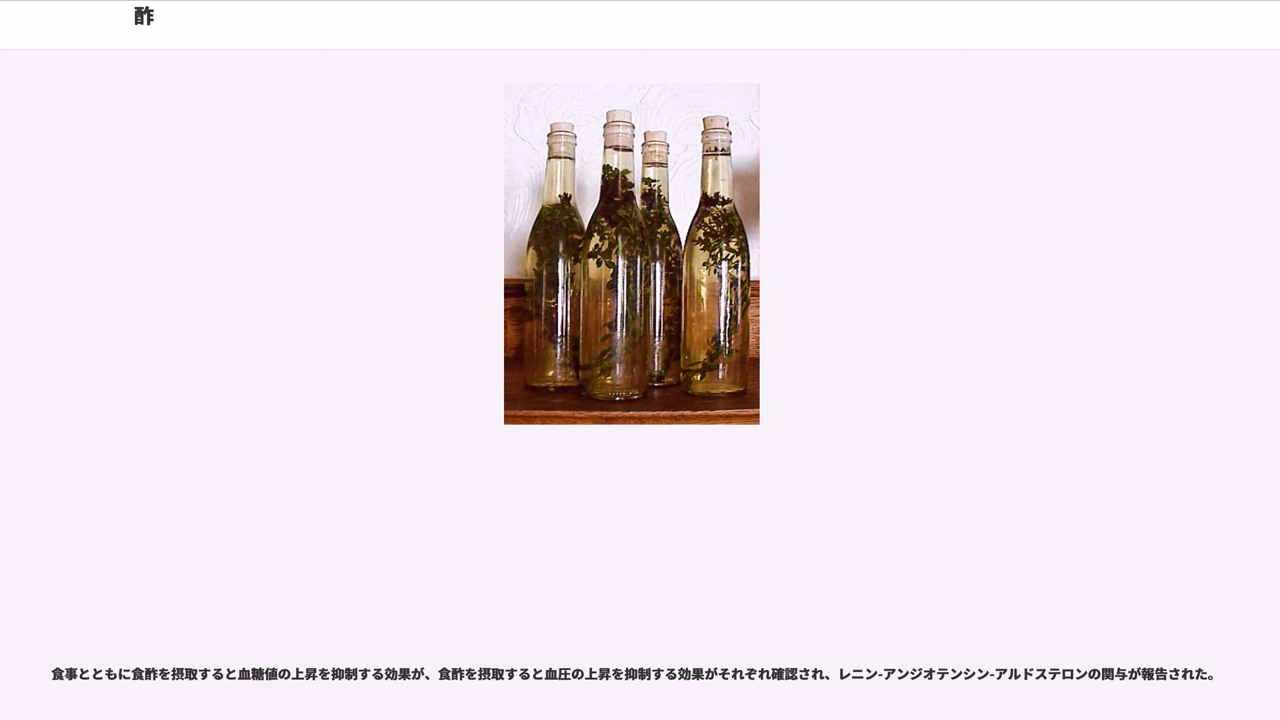 酢
食事とともに食酢を摂取すると血糖値の上昇を抑制する効果が、食酢を摂取すると血圧の上昇を抑制する効果がそれぞれ確認され、レニン-アンジオテンシン-アルドステロンの関与が報告された。